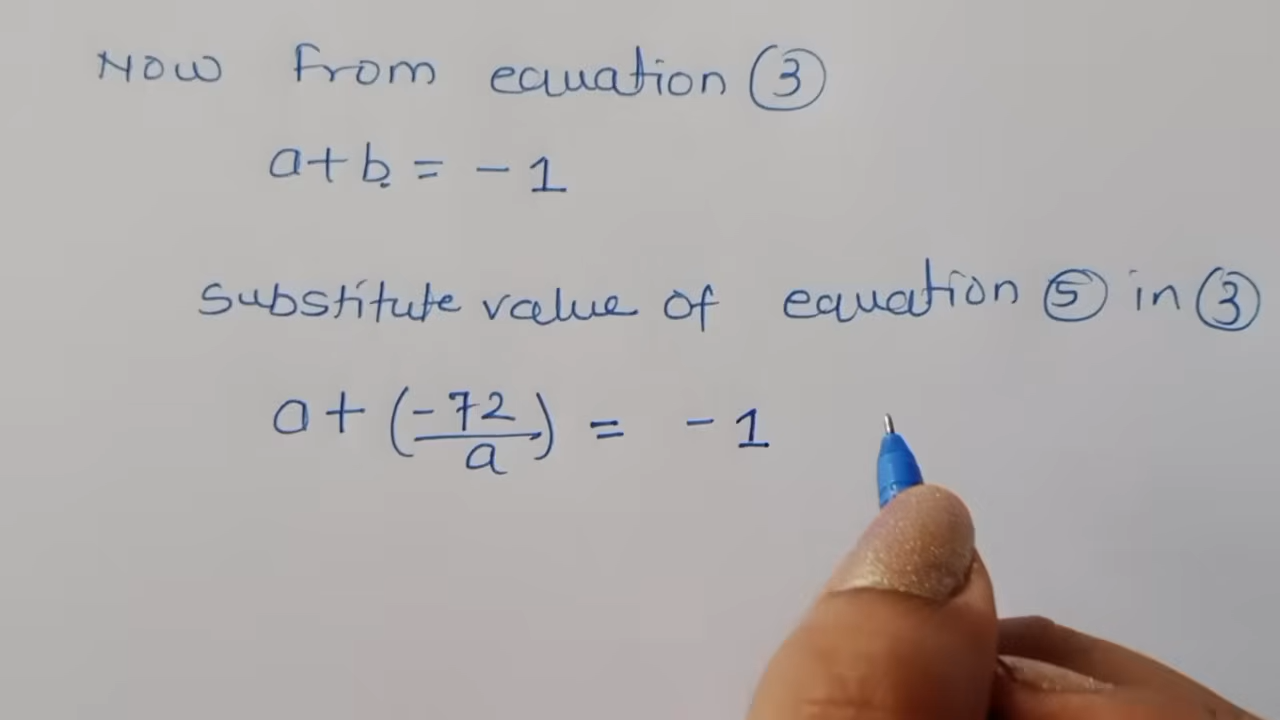 Now From equation ③
a+b = -1
Substitute value of equation ⑤ in ③
a + (-72/a) = -1